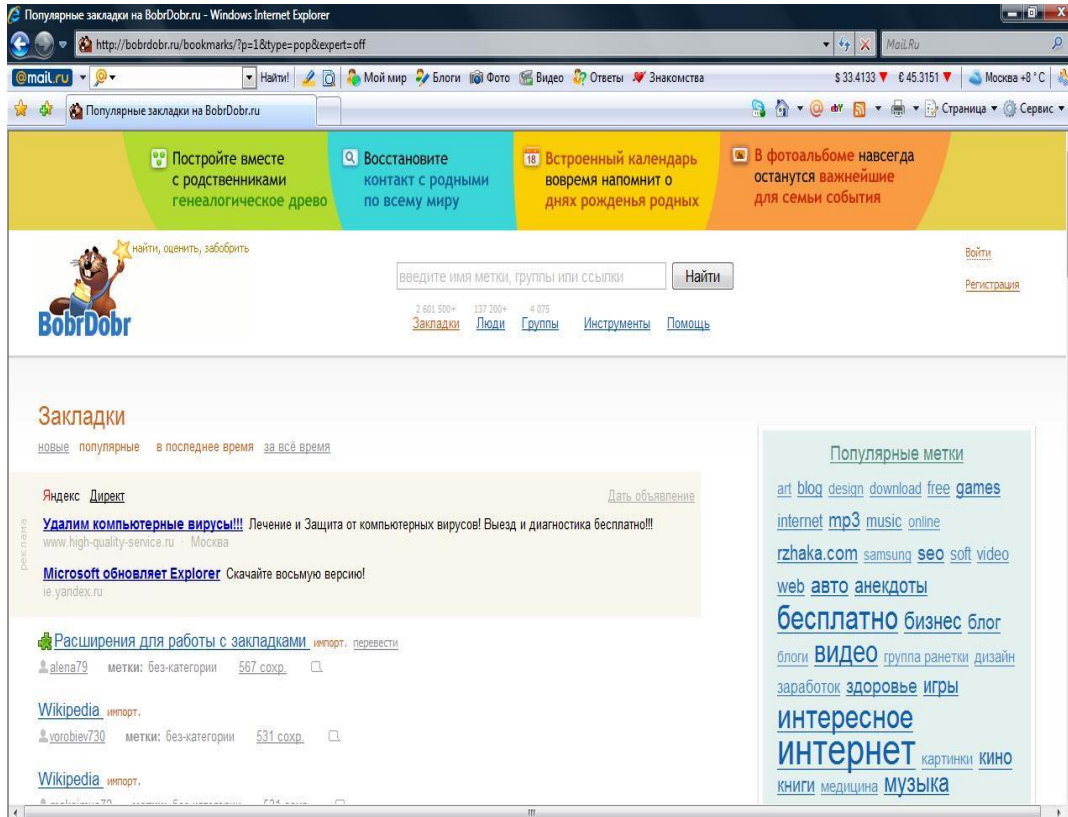 Популярные закладки на BobrDobr.ru - Windows Internet Explorer
http://bobrdobr.ru/bookmarks/?p=1&type=pop&expert=off
Mail.Ru
@mail.ru Найти! Мой мир Блоги Фото Видео Ответы Знакомства $ 33.4133 € 45.3151 Москва +8 °C
Популярные закладки на BobrDobr.ru
Страница Сервис
Постройте вместе
с родственниками
генеалогическое древо
Восстановите
контакт с родными
по всему миру
18 Встроенный календарь
вовремя напомнит о
днях рожденья родных
В фотоальбоме навсегда
останутся важнейшие
для семьи события
найти, оценить, забобрить
BobrDobr
введите имя метки, группы или ссылки Найти
2 601 500+ 137 200+ 4 075
Закладки Люди Группы Инструменты Помощь
Войти
Регистрация
Закладки
новые популярные в последнее время за всё время
реклама
Яндекс Директ Дать объявление
Удалим компьютерные вирусы!!! Лечение и Защита от компьютерных вирусов! Выезд и диагностика бесплатно!!!
www.high-quality-service.ru · Москва
Microsoft обновляет Explorer Скачайте восьмую версию!
ie.yandex.ru
Расширения для работы с закладками импорт. перевести
alena79 метки: без-категории 567 сохр.
Wikipedia импорт.
vorobiev730 метки: без-категории 531 сохр.
Wikipedia импорт.
Популярные метки
art blog design download free games
internet mp3 music online
rzhaka.com samsung seo soft video
web авто анекдоты
бесплатно бизнес блог
блоги видео группа ранетки дизайн
заработок здоровье игры
интересное
интернет картинки кино
книги медицина музыка